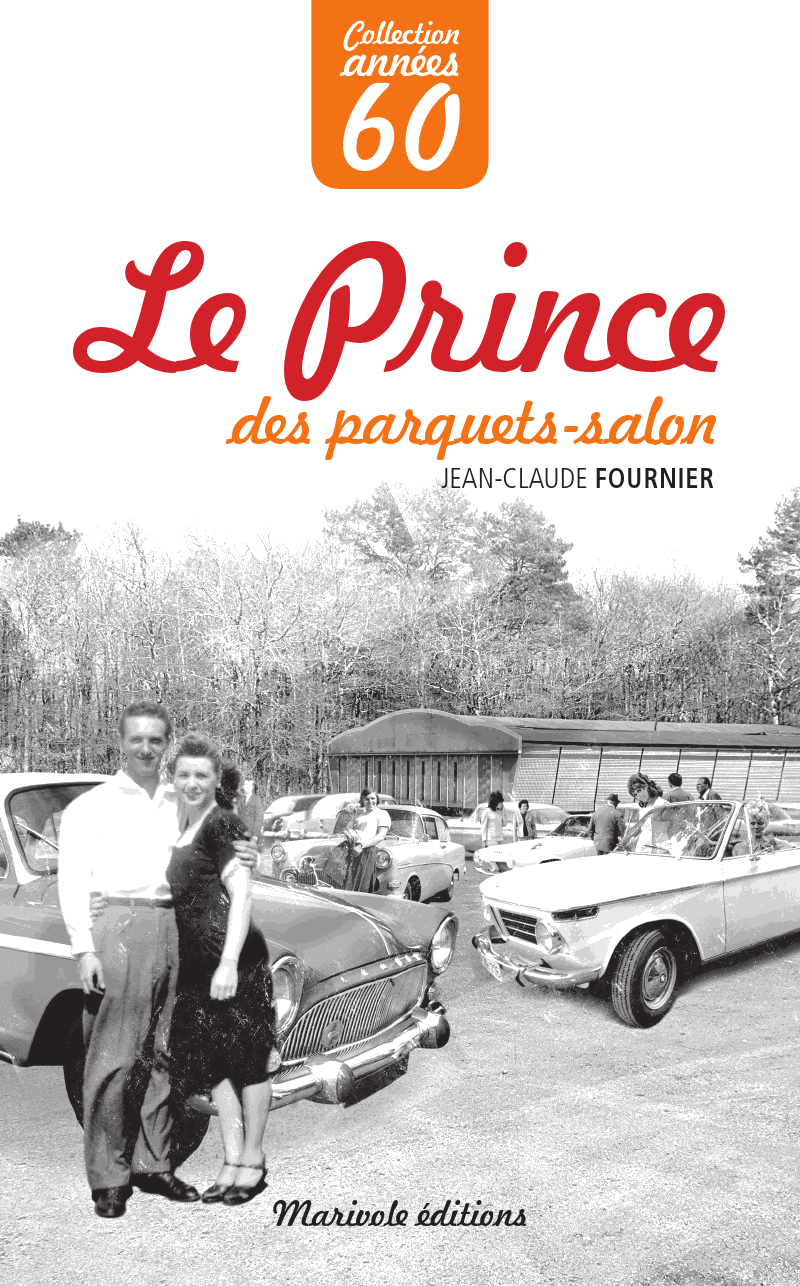 Collection
années
60
Le Prince
des parquets-salon
JEAN-CLAUDE FOURNIER
Marivole éditions